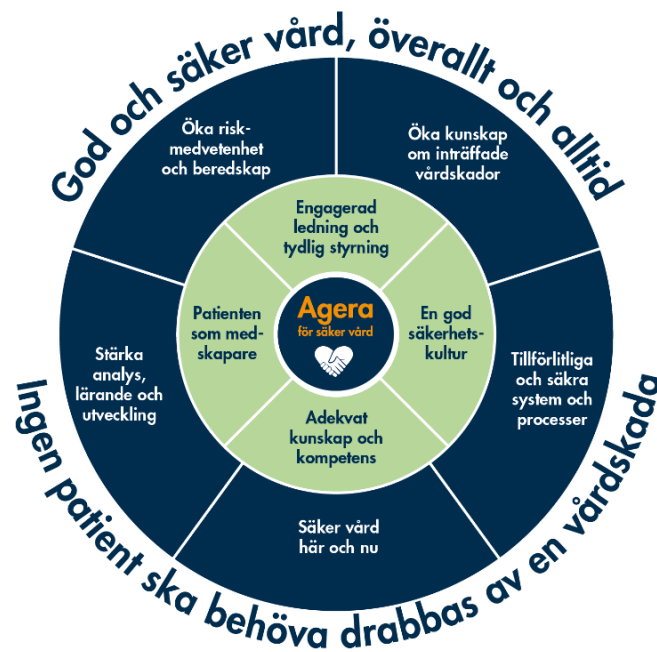 God och säker vård, överallt och alltid
Öka risk-
medvetenhet
och beredskap
Öka kunskap
om inträffade
vårdskador
Engagerad
ledning och
tydlig styrning
Patienten
som med-
skapare
Agera
för säker vård
En god
säkerhets-
kultur
Stärka
analys,
lärande och
utveckling
Tillförlitliga
och säkra
system och
processer
Adekvat
kunskap och
kompetens
Säker vård
här och nu
Ingen patient ska behöva drabbas av en vårdskada